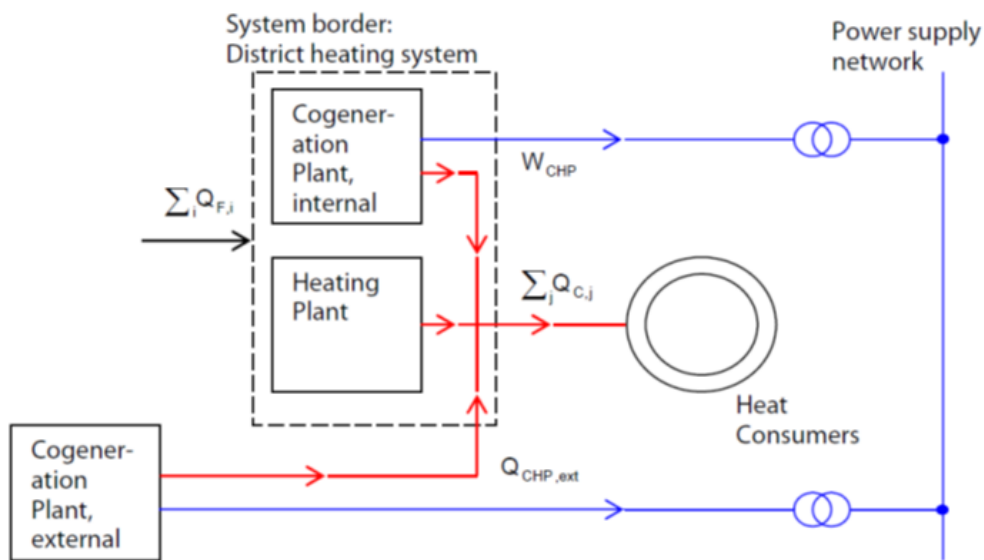 System border:
District heating system
Power supply
network
Cogener-
ation
Plant,
internal
W_CHP
∑_i Q_F,i
Heating
Plant
∑_j Q_C,j
Heat
Consumers
Cogener-
ation
Plant,
external
Q_CHP,ext